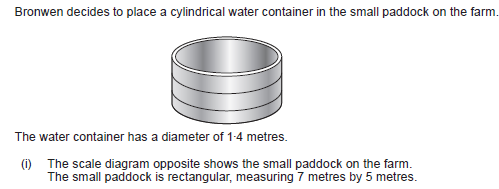 Bronwen decides to place a cylindrical water container in the small paddock on the farm.
The water container has a diameter of 1·4 metres.
(i) The scale diagram opposite shows the small paddock on the farm.
The small paddock is rectangular, measuring 7 metres by 5 metres.